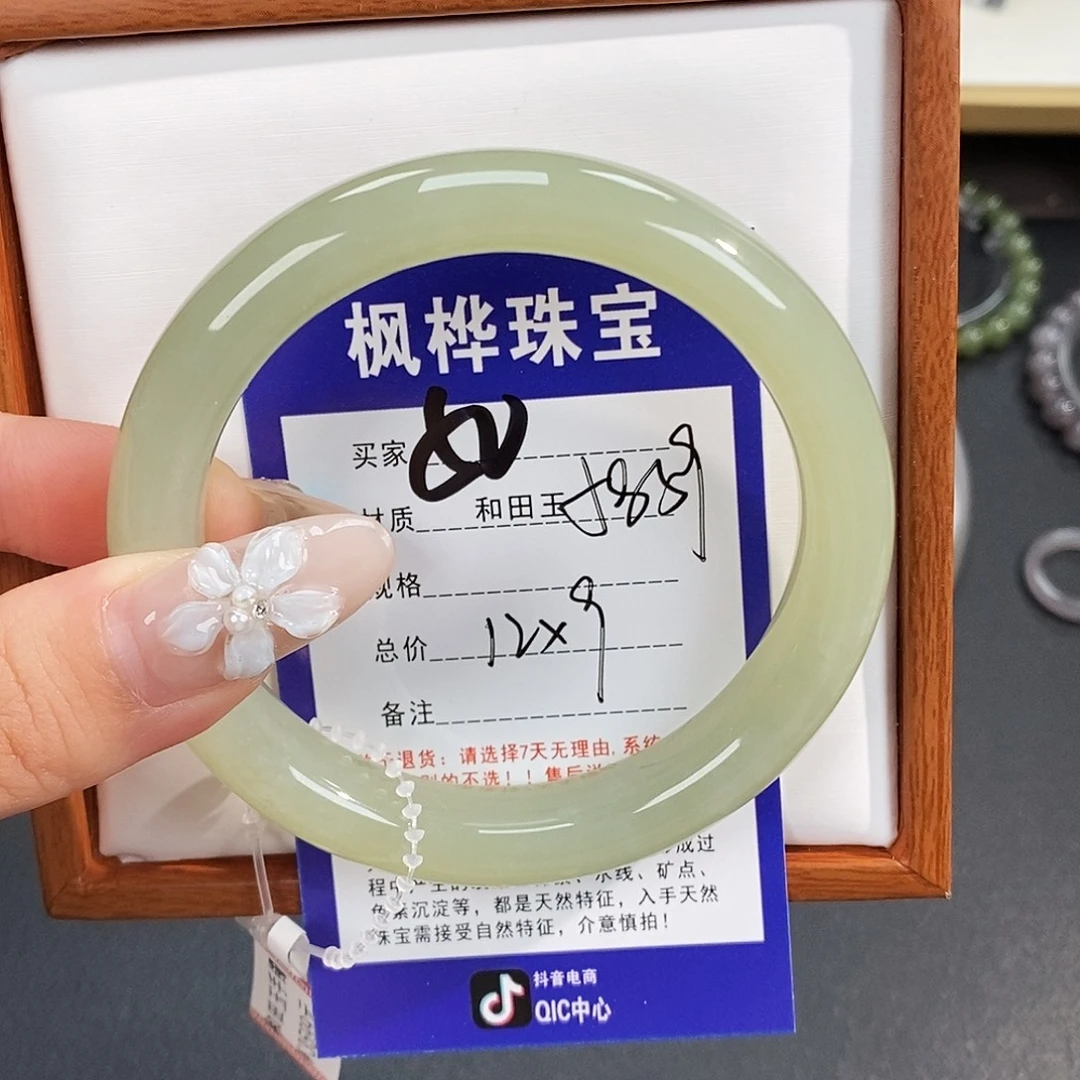 枫桦珠宝
买家
材质 和田玉
规格
总价 12x9
备注
退货：请选择7天无理由,系统
的不选！！售后
成过
水线、矿点、
色素沉淀等，都是天然特征，入手天然
珠宝需接受自然特征，介意慎拍！
抖音电商
QIC中心